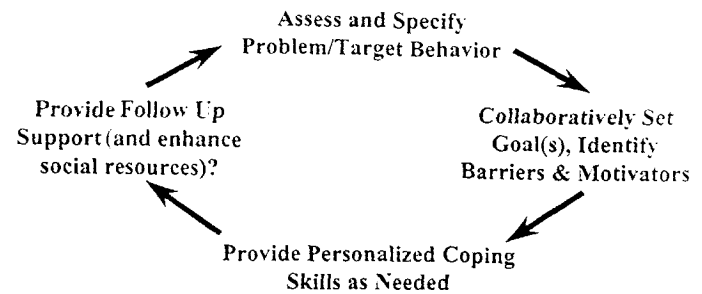 Assess and Specify
Problem/Target Behavior
Collaboratively Set
Goal(s), Identify
Barriers & Motivators
Provide Personalized Coping
Skills as Needed
Provide Follow Up
Support (and enhance
social resources)?